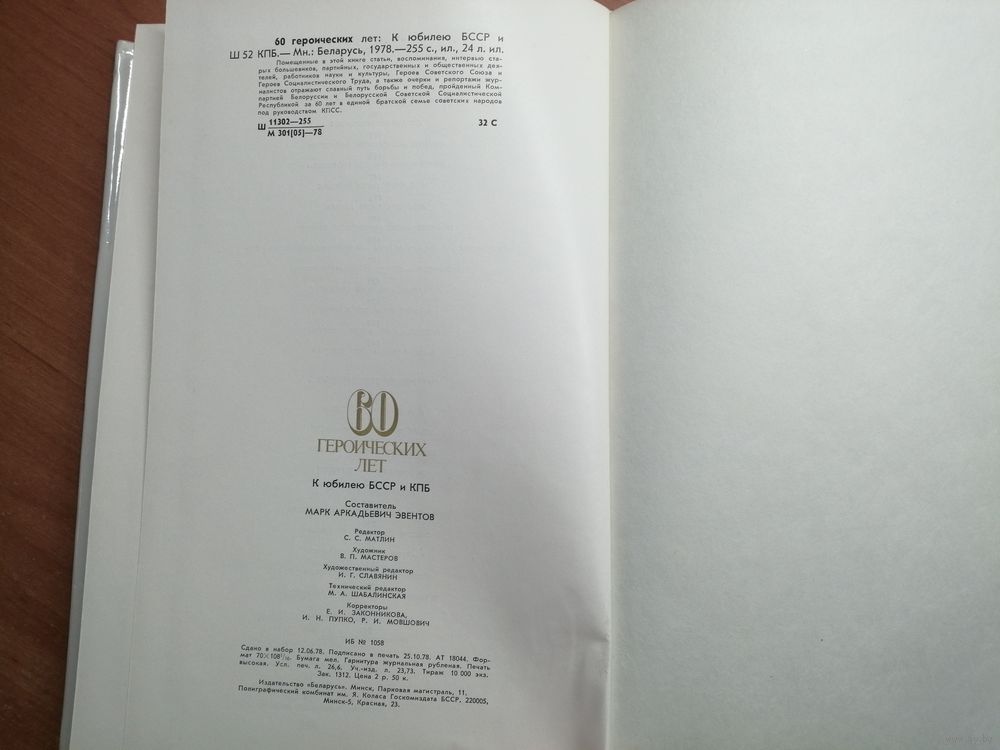 60 героических лет: К юбилею БССР и
Ш 52 КПБ.— Мн.: Беларусь, 1978.—255 с., ил., 24 л. ил.
Помещенные в этой книге статьи, воспоминания, интервью ста-
рых большевиков, партийных, государственных и общественных дея-
телей, работников науки и культуры, Героев Советского Союза и
Героев Социалистического Труда, а также очерки и репортажи жур-
налистов отражают славный путь борьбы и побед, пройденный Ком-
партией Белоруссии и Белорусской Советской Социалистической
Республикой за 60 лет в единой братской семье советских народов
под руководством КПСС.
Ш 11302—255
М 301[05]—78
32 С
60
ГЕРОИЧЕСКИХ
ЛЕТ
К юбилею БССР и КПБ
Составитель
МАРК АРКАДЬЕВИЧ ЭВЕНТОВ
Редактор
С. С. МАТЛИН
Художник
В. П. МАСТЕРОВ
Художественный редактор
И. Г. СЛАВЯНИН
Технический редактор
М. А. ШАБАЛИНСКАЯ
Корректоры
Е. И. ЗАКОННИКОВА,
И. Н. ПУПКО, Р. И. МОВШОВИЧ
ИБ № 1058
Сдано в набор 12.06.78. Подписано в печать 25.10.78. АТ 18044. Фор-
мат 70×108¹/₁₆. Бумага мел. Гарнитура журнальная рубленая. Печать
высокая. Усл. печ. л. 26,6. Уч.-изд. л. 23,73. Тираж 10 000 экз.
Зак. 1312. Цена 2 р. 50 к.
Издательство «Беларусь». Минск, Парковая магистраль, 11.
Полиграфический комбинат им. Я. Коласа Госкомиздата БССР. 220005,
Минск-5, Красная, 23.